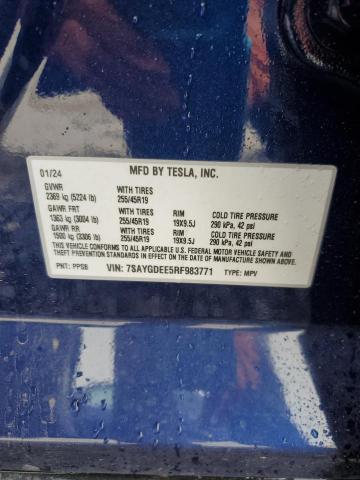 MFD BY TESLA, INC.
01/24
GVWR WITH TIRES
2369 kg (5224 lb) 255/45R19
GAWR FRT WITH TIRES RIM COLD TIRE PRESSURE
1363 kg (3004 lb) 255/45R19 19X9.5J 290 kPa, 42 psi
GAWR RR WITH TIRES RIM COLD TIRE PRESSURE
1500 kg (3306 lb) 255/45R19 19X9.5J 290 kPa, 42 psi
THIS VEHICLE CONFORMS TO ALL APPLICABLE U.S. FEDERAL MOTOR VEHICLE SAFETY
AND THEFT PREVENTION STANDARDS IN EFFECT ON THE
DATE OF MANUFACTURE SHOWN ABOVE.
PNT: PPSB VIN: 7SAYGDEE5RF983771 TYPE: MPV